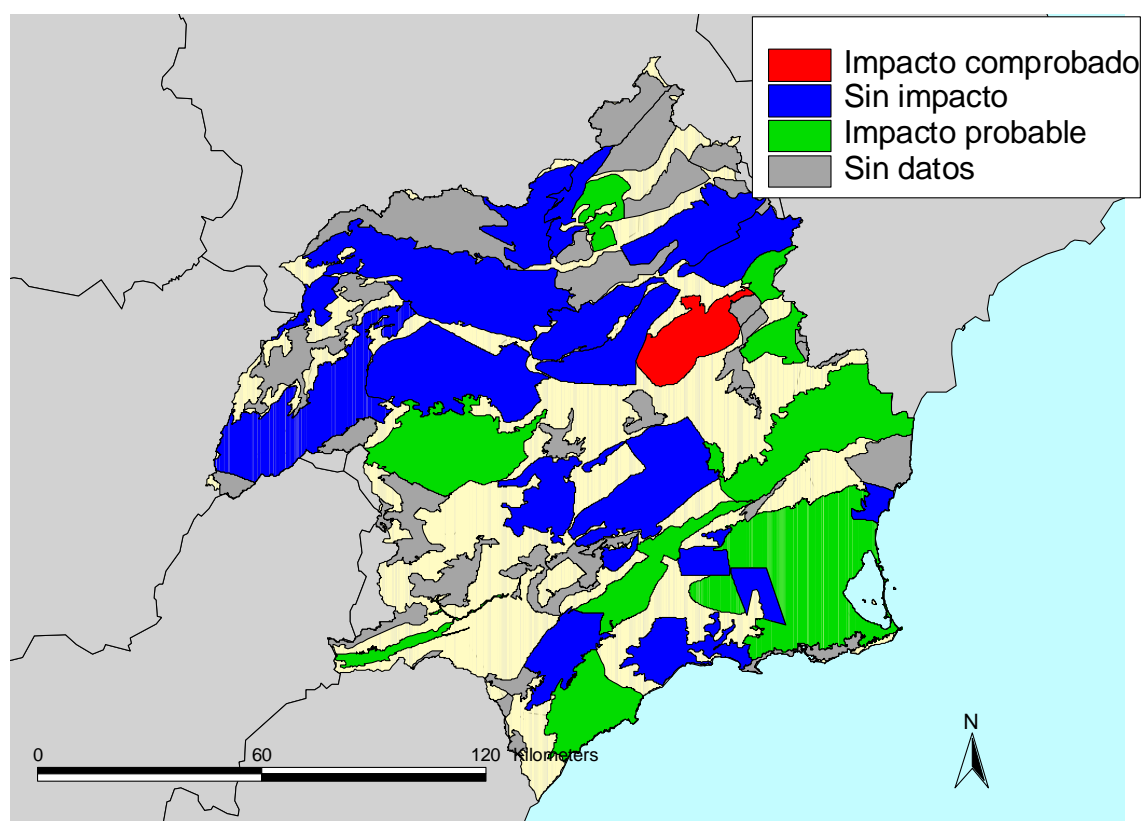 Impacto comprobado
Sin impacto
Impacto probable
Sin datos
N
0 60 120 Kilometers